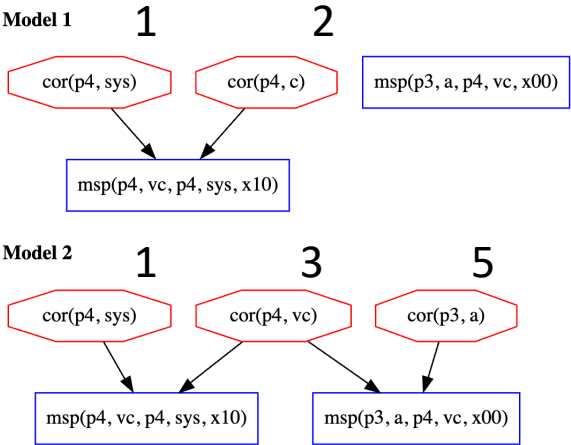 Model 1
1
2
cor(p4, sys)
cor(p4, c)
msp(p3, a, p4, vc, x00)
msp(p4, vc, p4, sys, x10)
Model 2
1
3
5
cor(p4, sys)
cor(p4, vc)
cor(p3, a)
msp(p4, vc, p4, sys, x10)
msp(p3, a, p4, vc, x00)